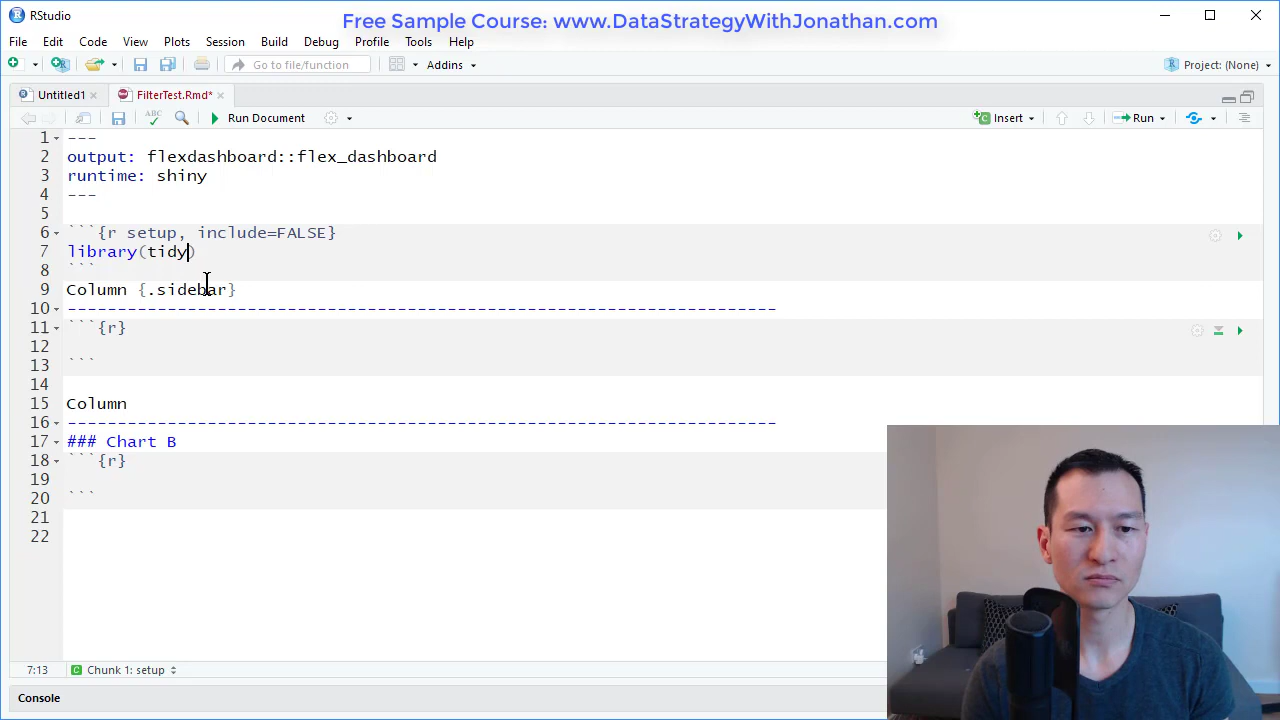 RStudio
Free Sample Course: www.DataStrategyWithJonathan.com
File Edit Code View Plots Session Build Debug Profile Tools Help
Go to file/function Addins Project: (None)
Untitled1 FilterTest.Rmd*
ABC Run Document Insert Run
1 ---
2 output: flexdashboard::flex_dashboard
3 runtime: shiny
4 ---
5
6 ```{r setup, include=FALSE}
7 library(tidy)
8 ```
9 Column {.sidebar}
10 -----------------------------------------------------------------------
11 ```{r}
12
13 ```
14
15 Column
16 -----------------------------------------------------------------------
17 ### Chart B
18 ```{r}
19
20 ```
21
22
7:13 Chunk 1: setup
Console